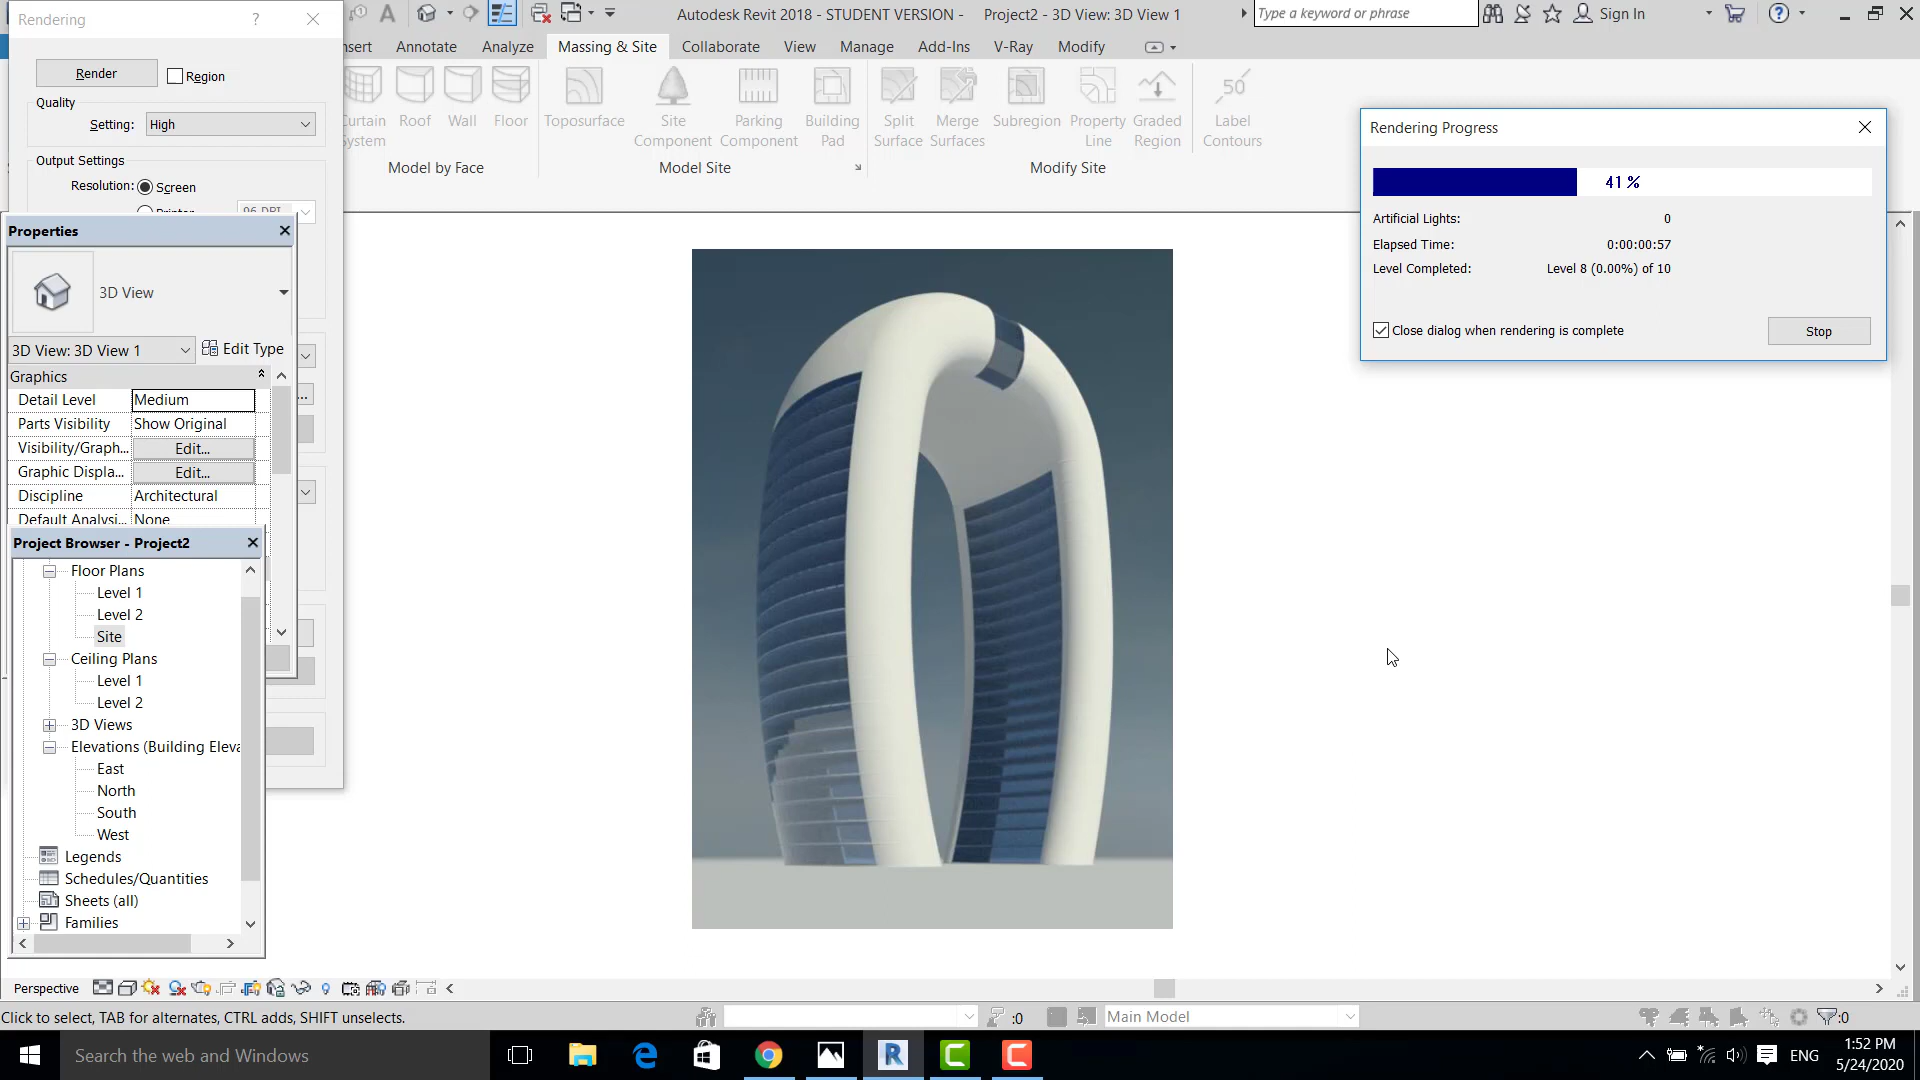 Rendering ? 
Autodesk Revit 2018 - STUDENT VERSION - Project2 - 3D View: 3D View 1
Type a keyword or phrase
Sign In
Annotate Analyze Massing & Site Collaborate View Manage Add-Ins V-Ray Modify
Render
Region
Quality
Setting: High
Output Settings
Resolution: Screen
Roof Wall Floor
Model by Face
Toposurface
Site Component
Parking Component
Building Pad
Model Site
Split Surface
Merge Surfaces
Subregion
Property Line
Graded Region
Modify Site
50
Label Contours
Rendering Progress
41 %
Artificial Lights: 0
Elapsed Time: 0:00:00:57
Level Completed: Level 8 (0.00%) of 10
Close dialog when rendering is complete
Stop
Properties
3D View
3D View: 3D View 1
Edit Type
Graphics
Detail Level Medium
Parts Visibility Show Original
Visibility/Graph... Edit...
Graphic Displa... Edit...
Discipline Architectural
Default Analysi... None
Project Browser - Project2
Floor Plans
Level 1
Level 2
Site
Ceiling Plans
Level 1
Level 2
3D Views
Elevations (Building Eleva
East
North
South
West
Legends
Schedules/Quantities
Sheets (all)
Families
Perspective
Click to select, TAB for alternates, CTRL adds, SHIFT unselects.
:0
Main Model
:0
Search the web and Windows
ENG
1:52 PM
5/24/2020